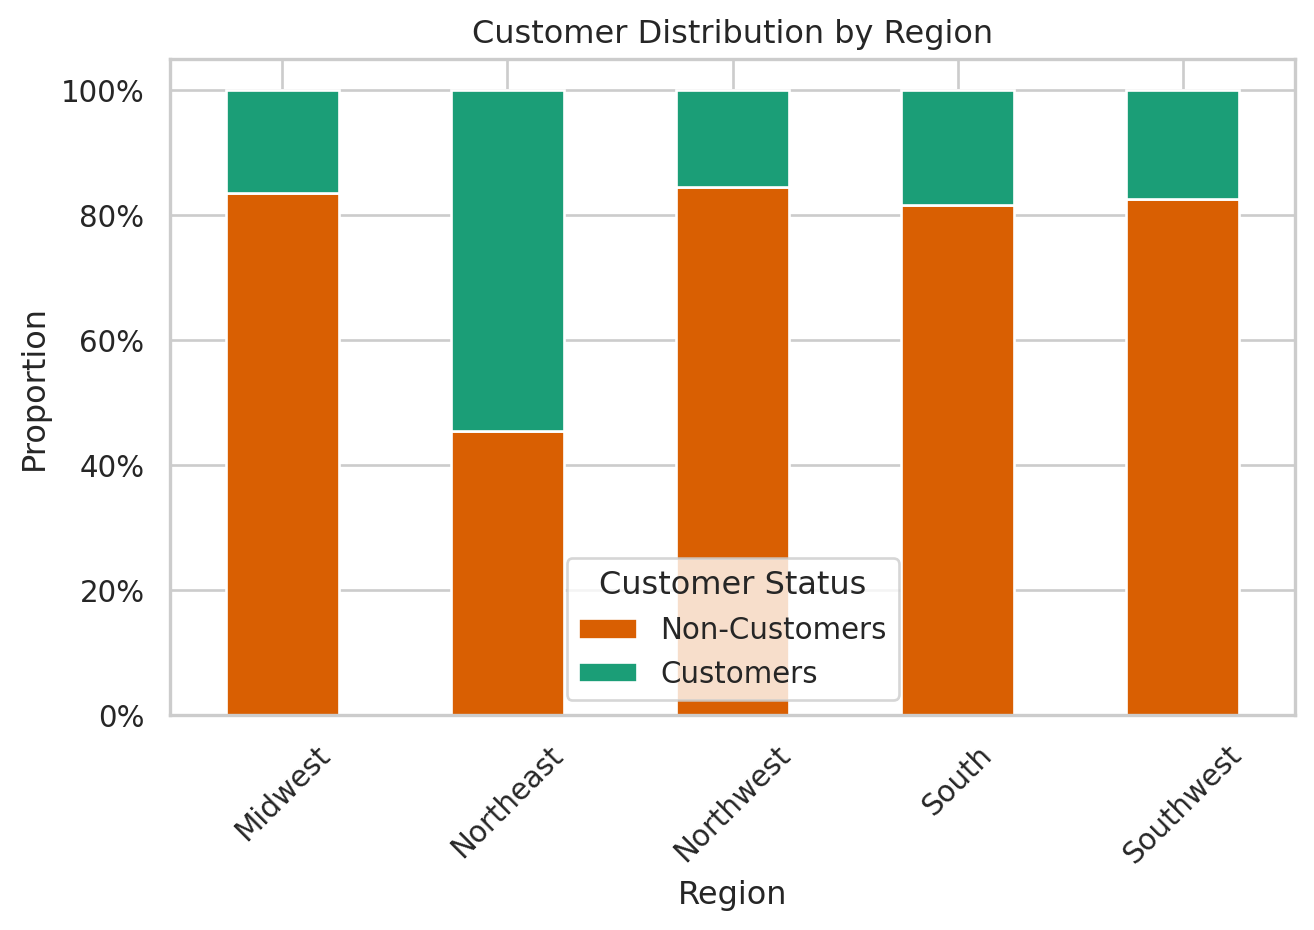 Customer Distribution by Region
100%
80%
60%
40%
20%
0%
Proportion
Customer Status
Non-Customers
Customers
Midwest
Northeast
Northwest
South
Southwest
Region